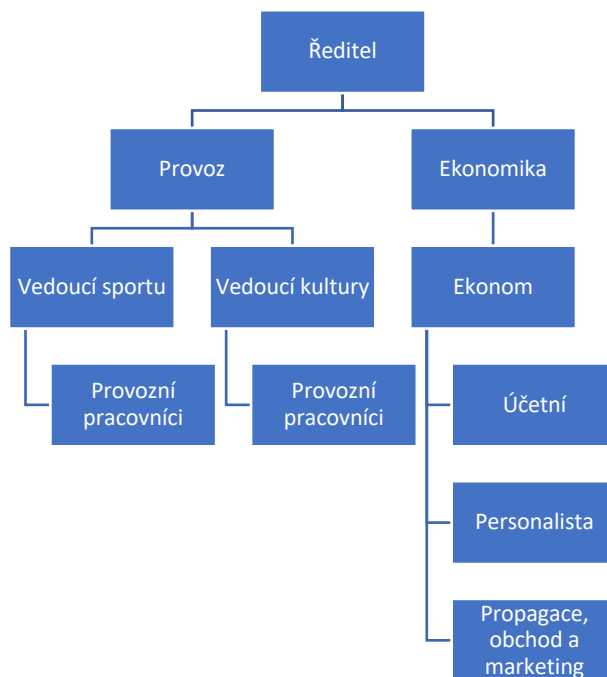 Ředitel
Provoz
Ekonomika
Vedoucí sportu
Vedoucí kultury
Ekonom
Provozní
pracovníci
Provozní
pracovníci
Účetní
Personalista
Propagace,
obchod a
marketing